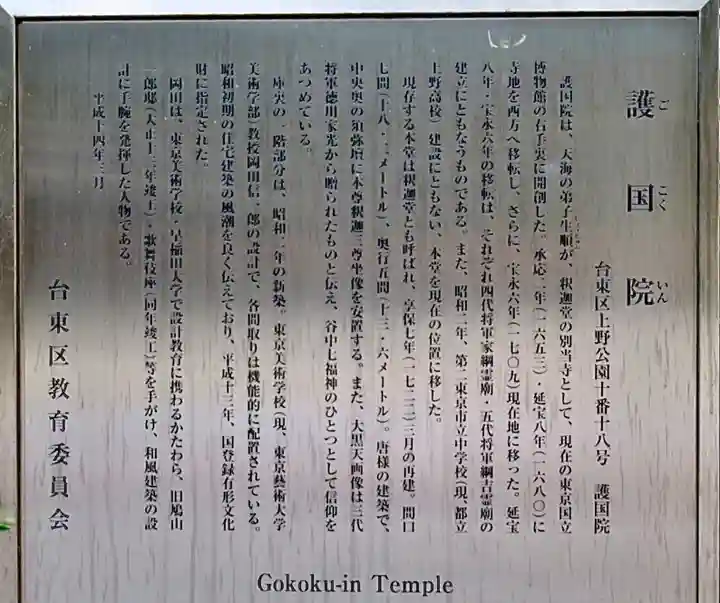 護国院
ごこくいん
台東区上野公園十番十八号　護国院
護国院は、天海の弟子生順が、釈迦堂の別当寺として、現在の東京国立
博物館の右手裏に開創した。承応二年(一六五三)・延宝八年(一六八〇)に
寺地を西方へ移転し、さらに、宝永六年(一七〇九)現在地に移った。延宝
八年・宝永六年の移転は、それぞれ四代将軍家綱霊廟・五代将軍綱吉霊廟の
建立にともなうものである。また、昭和二年、第二東京市立中学校(現、都立
上野高校)建設にともない、本堂を現在の位置に移した。
現存する本堂は釈迦堂とも呼ばれ、享保七年(一七二二)三月の再建。間口
七間(十八・二メートル)、奥行五間(十三・六メートル)。唐様の建築で、
中央奥の須弥壇に本尊釈迦三尊坐像を安置する。また、大黒天画像は三代
将軍徳川家光から贈られたものと伝え、谷中七福神のひとつとして信仰を
あつめている。
庫裏の一階部分は、昭和二年の新築。東京美術学校(現、東京藝術大学
美術学部)教授岡田信一郎の設計で、各間取りは機能的に配置されている。
昭和初期の住宅建築の風潮を良く伝えており、平成十三年、国登録有形文化
財に指定された。
岡田は、東京美術学校・早稲田大学で設計教育に携わるかたわら、旧鳩山
一郎邸(大正十三年竣工)・歌舞伎座(同年竣工)等を手がけ、和風建築の設
計に手腕を発揮した人物である。
平成十四年三月
台東区教育委員会
Gokoku-in Temple